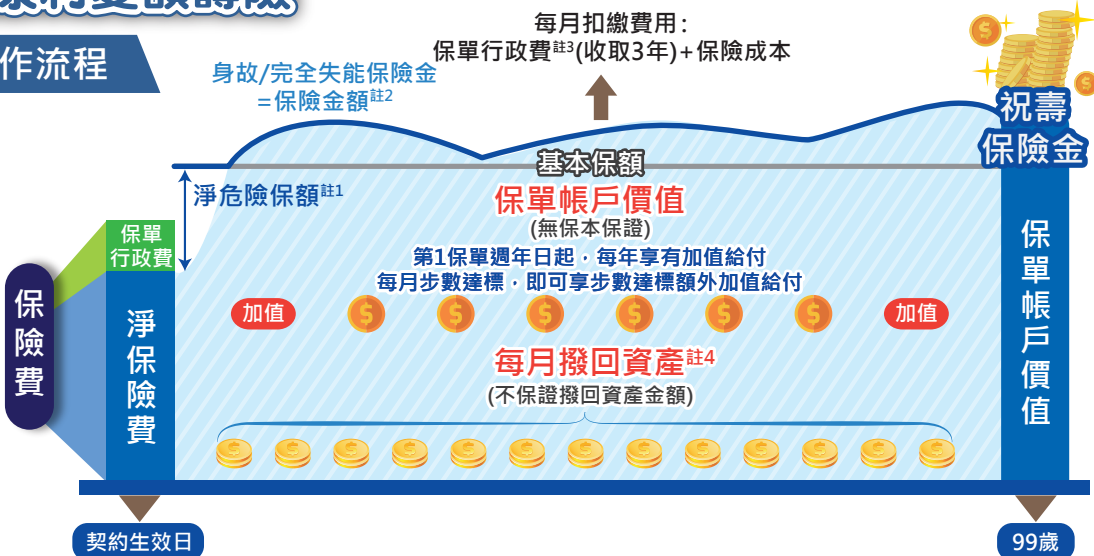 變額壽險
作流程
每月扣繳費用：
保單行政費註3(收取3年)+保險成本
身故/完全失能保險金
=保險金額註2
祝壽
保險金
基本保額
淨危險保額註1
保單帳戶價值
(無保本保證)
第1保單週年日起，每年享有加值給付
每月步數達標，即可享步數達標額外加值給付
保單
行政費
保險費
淨保險費
加值
加值
每月撥回資產註4
(不保證撥回資產金額)
保單帳戶價值
契約生效日
99歲